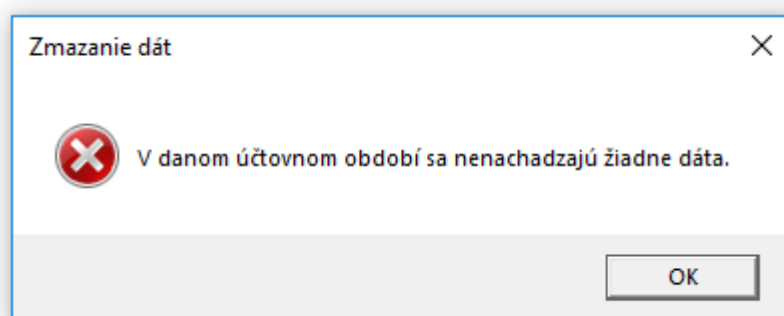 Zmazanie dát
V danom účtovnom období sa nenachadzajú žiadne dáta.
OK